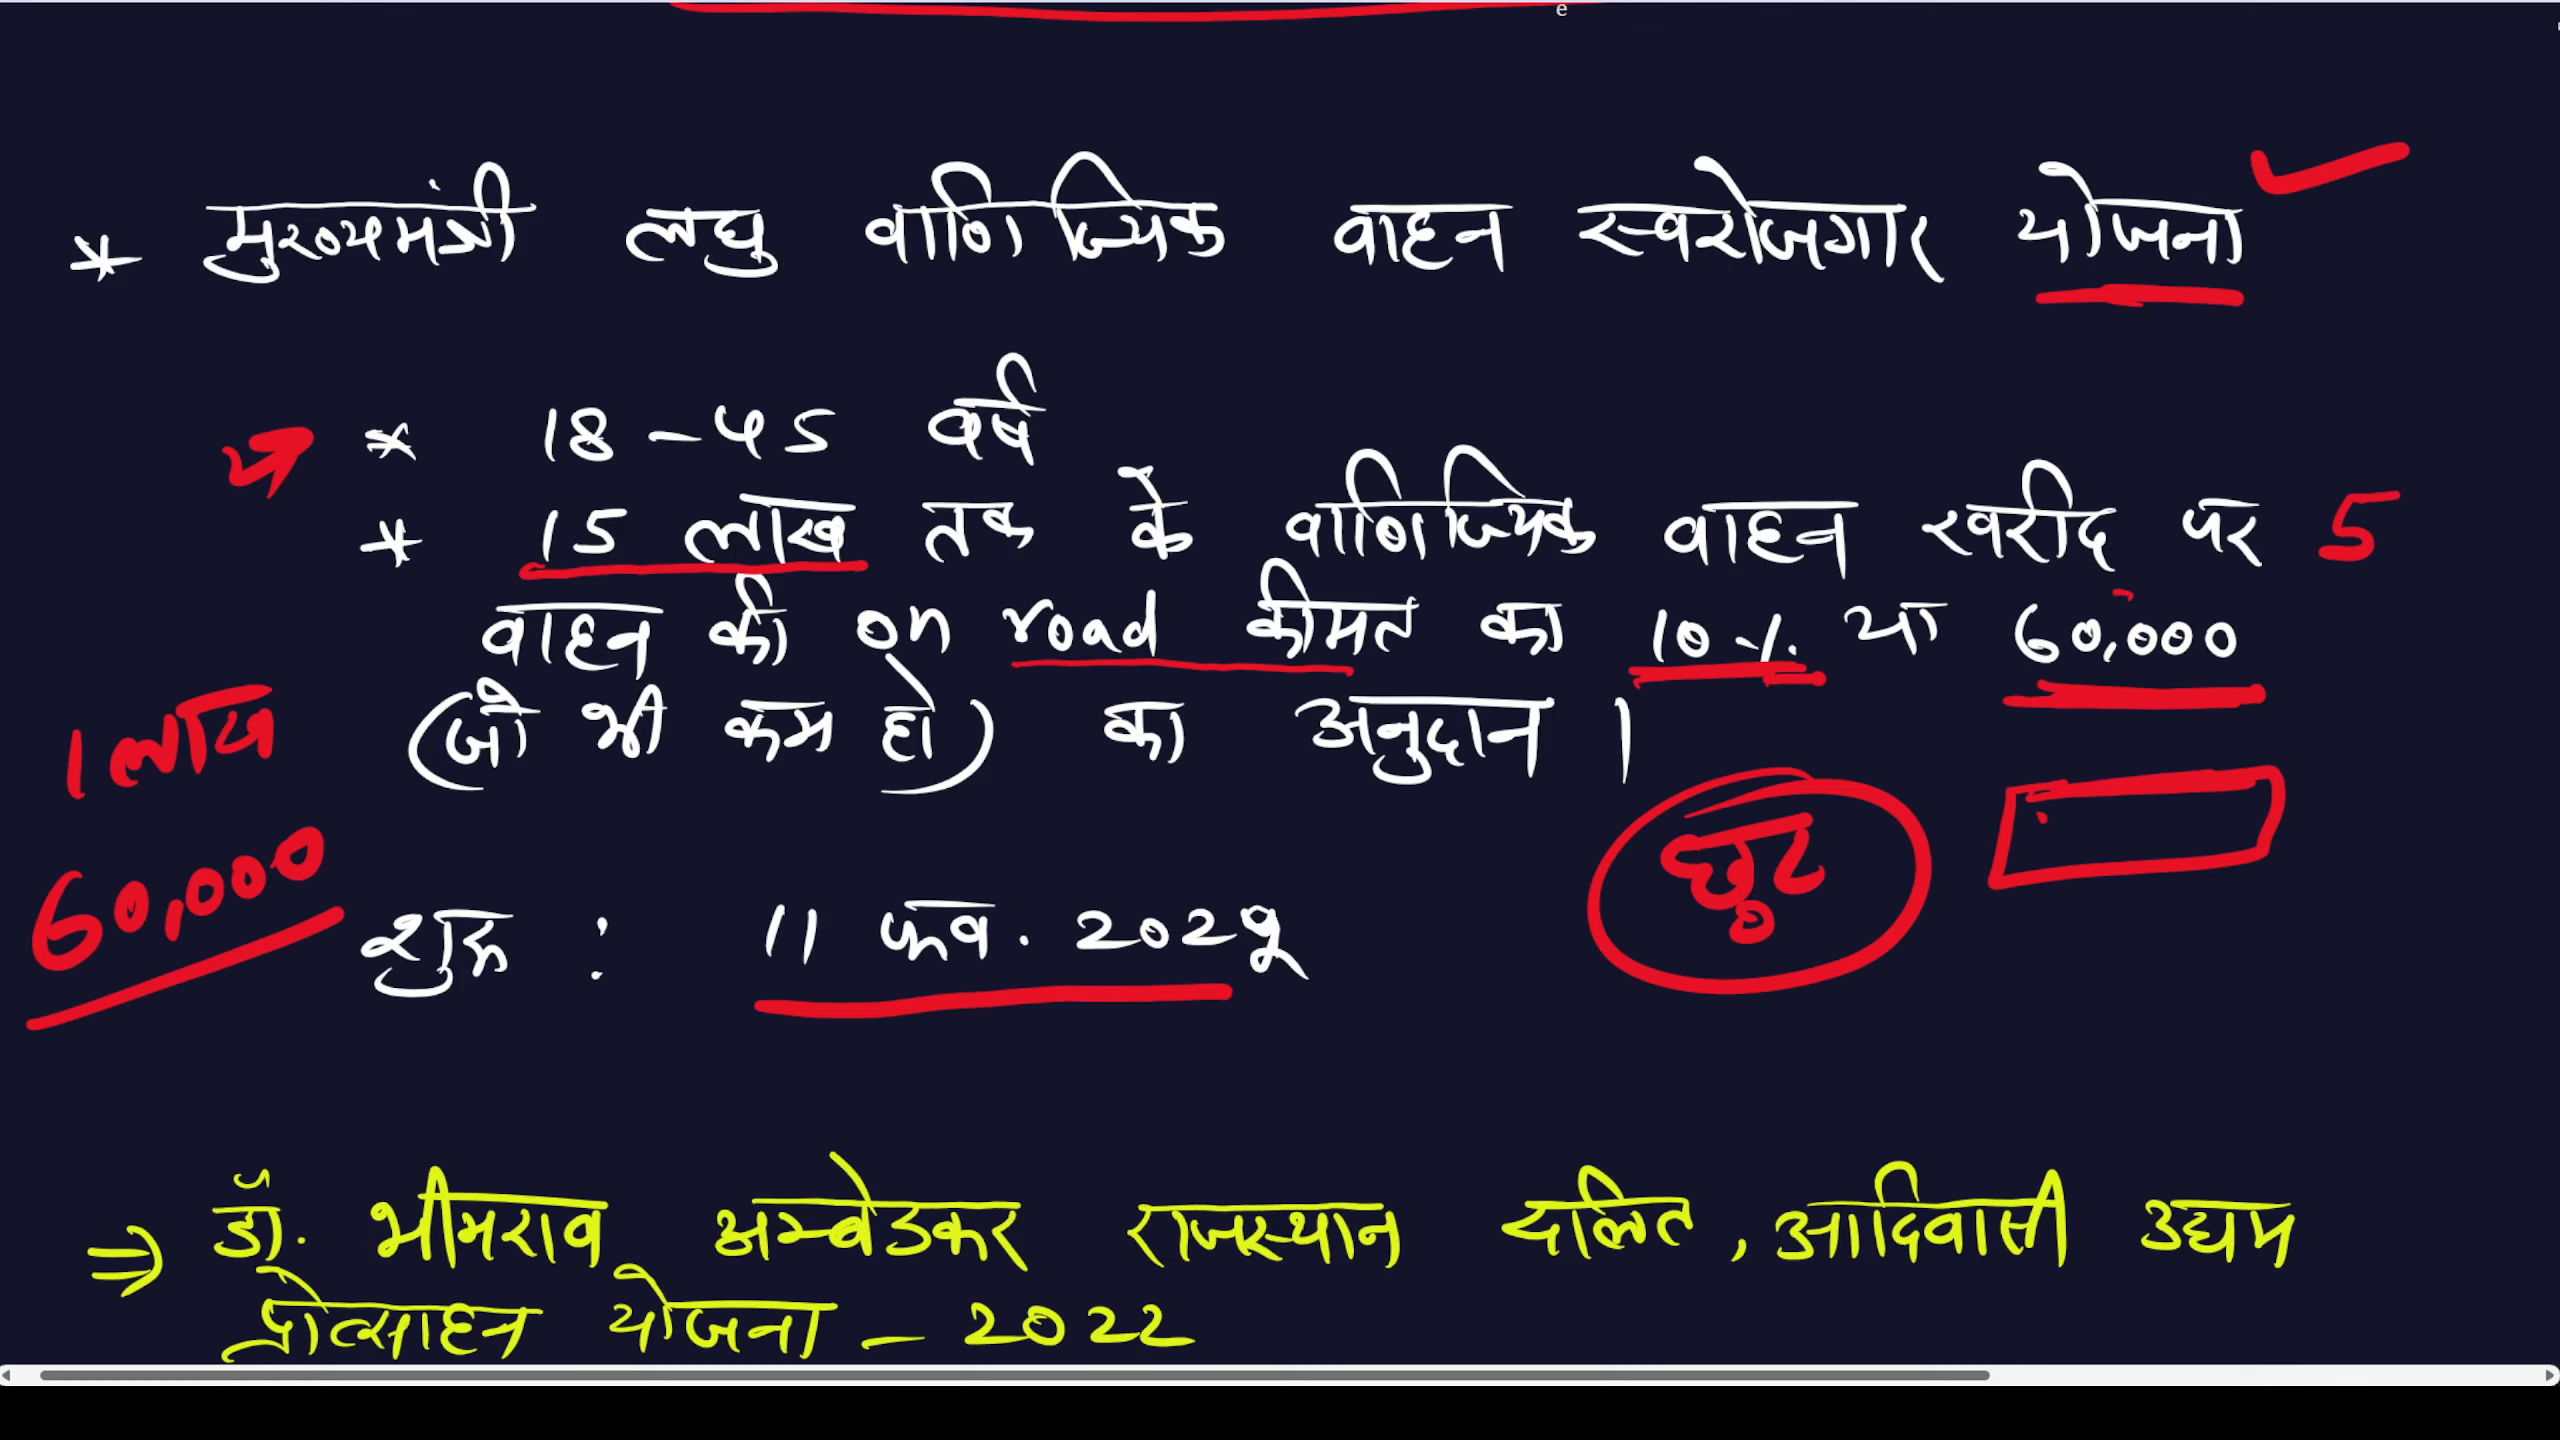 e
* मुख्यमंत्री लघु वाणिज्यिक वाहन स्वरोजगार योजना
* 18 - 45 वर्ष
* 15 लाख तक के वाणिज्यिक वाहन खरीद पर 5
वाहन की on road कीमत का 10% या 60,000
(जो भी कम हो) का अनुदान ।
1 लाख
छूट
60,000
शुरू : 11 फव .
⇒ डॉ. भीमराव अम्बेडकर राजस्थान दलित, आदिवासी उद्यम
प्रोत्साहन योजना - 2022